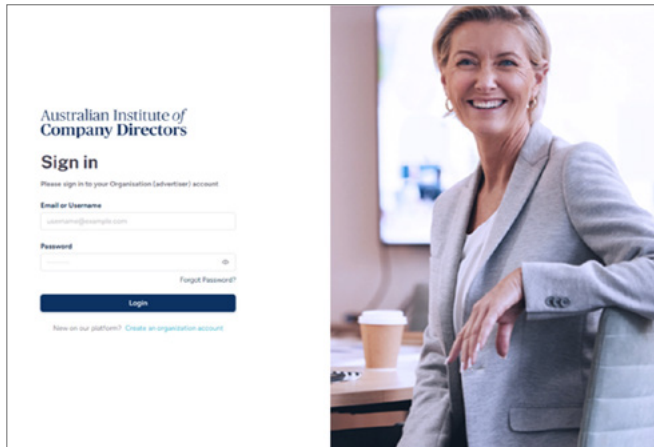 Australian Institute of
Company Directors
Sign in
Please sign in to your Organisation (advertiser) account
Email or Username
username@example.com
Password
Forgot Password?
Login
New on our platform? Create an organization account